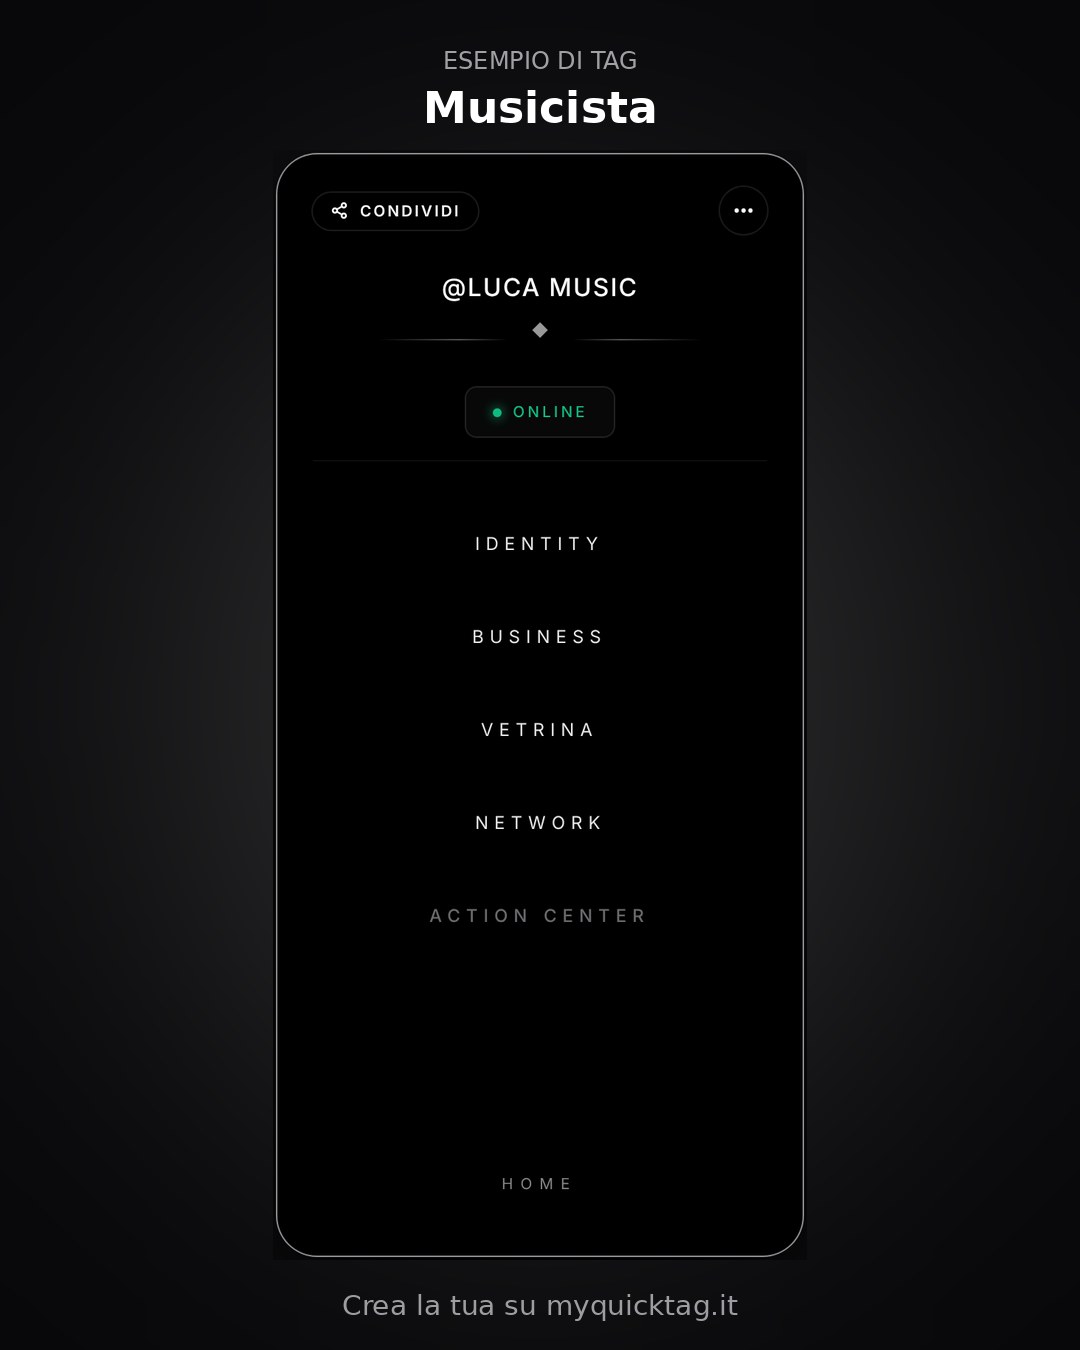 ESEMPIO DI TAG
Musicista
CONDIVIDI
@LUCA MUSIC
ONLINE
IDENTITY
BUSINESS
VETRINA
NETWORK
ACTION CENTER
HOME
Crea la tua su myquicktag.it